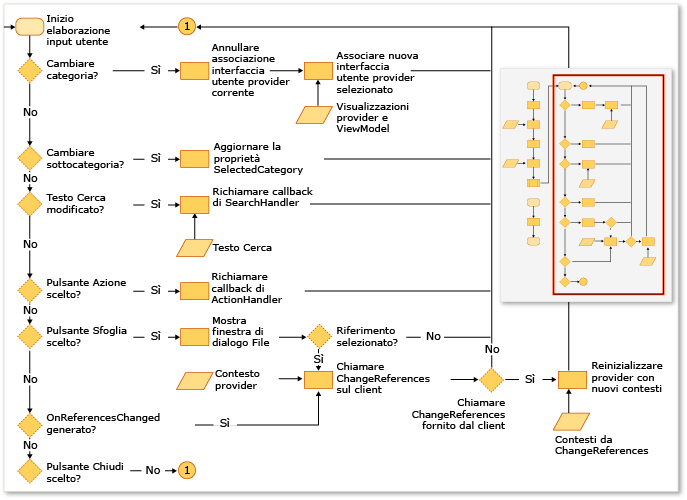 Inizio
elaborazione
input utente
1
Cambiare
categoria?
Sì
Annullare
associazione
interfaccia
utente provider
corrente
Associare nuova
interfaccia
utente provider
selezionato
Visualizzazioni
provider e
ViewModel
No
Cambiare
sottocategoria?
Sì
Aggiornare la
proprietà
SelectedCategory
No
Testo Cerca
modificato?
Sì
Richiamare callback
di SearchHandler
Testo Cerca
No
Pulsante Azione
scelto?
Sì
Richiamare
callback di
ActionHandler
No
Pulsante Sfoglia
scelto?
Sì
Mostra
finestra di
dialogo File
Riferimento
selezionato?
No
Sì
No
Contesto
provider
Chiamare
ChangeReferences
sul client
No
Chiamare
ChangeReferences
fornito dal client
Sì
Reinizializzare
provider con
nuovi contesti
Contesti da
ChangeReferences
OnReferencesChanged
generato?
Sì
No
Pulsante Chiudi
scelto?
No
1